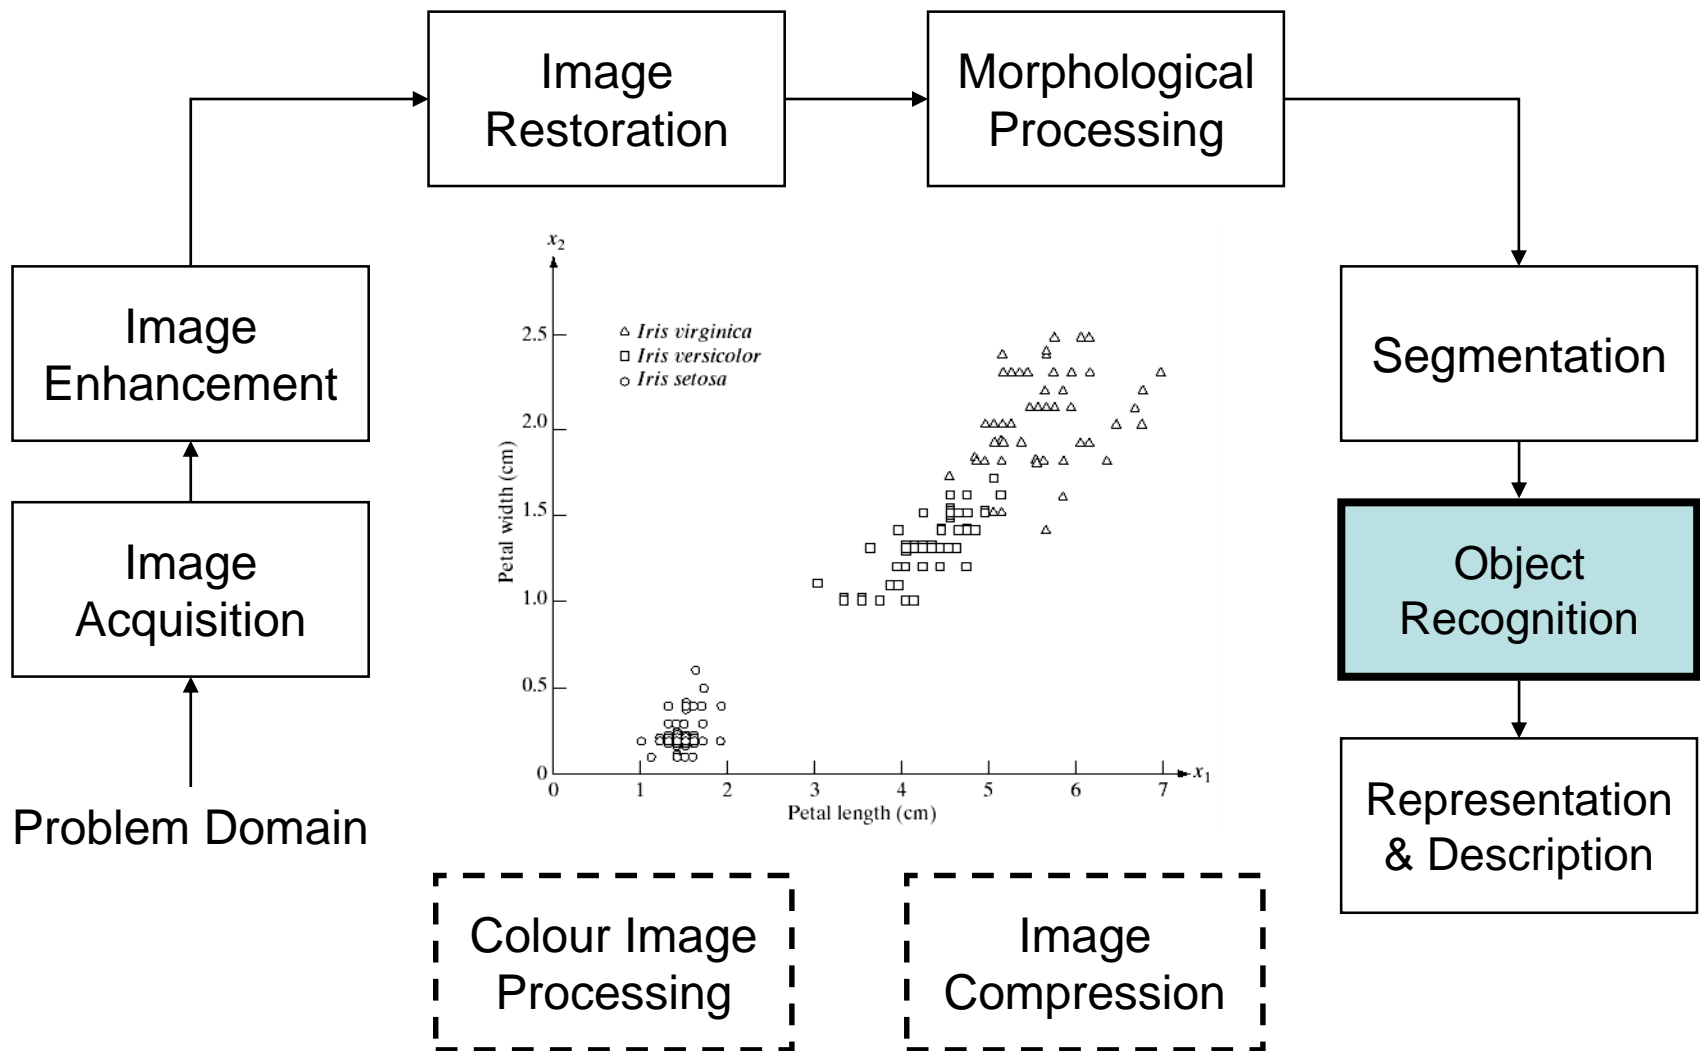 Image
Restoration
Morphological
Processing
Image
Enhancement
Segmentation
Image
Acquisition
Object
Recognition
Problem Domain
Representation
& Description
x2
2.5
2.0
1.5
1.0
0.5
0
Petal width (cm)
Iris virginica
Iris versicolor
Iris setosa
0 1 2 3 4 5 6 7
x1
Petal length (cm)
Colour Image
Processing
Image
Compression